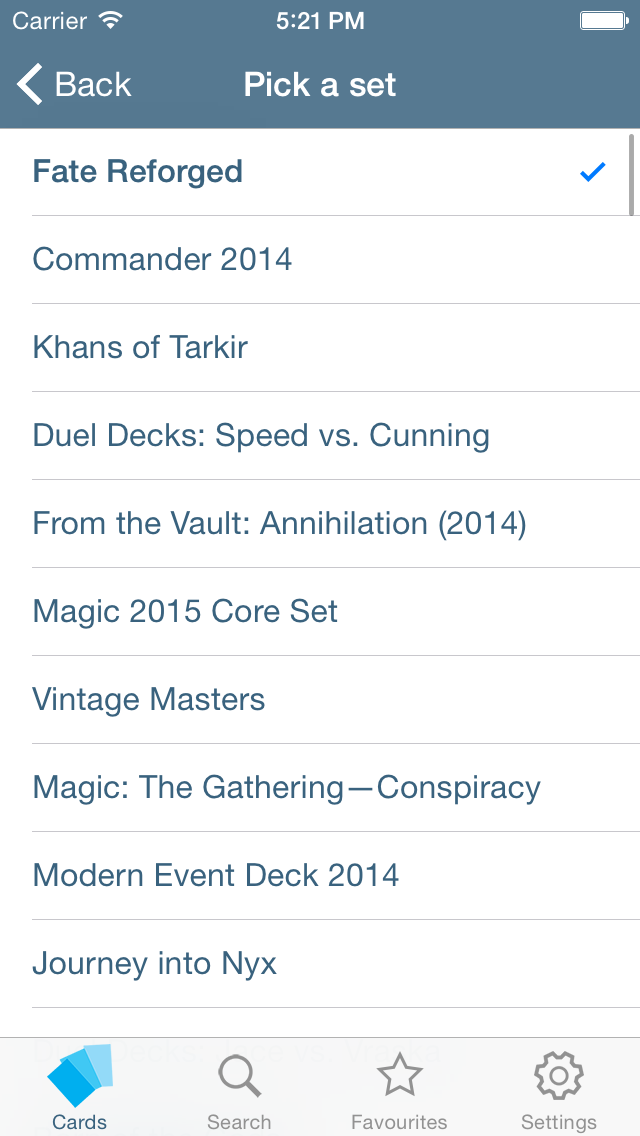 Carrier 5:21 PM
Back Pick a set
Fate Reforged
Commander 2014
Khans of Tarkir
Duel Decks: Speed vs. Cunning
From the Vault: Annihilation (2014)
Magic 2015 Core Set
Vintage Masters
Magic: The Gathering—Conspiracy
Modern Event Deck 2014
Journey into Nyx
Cards Search Favourites Settings